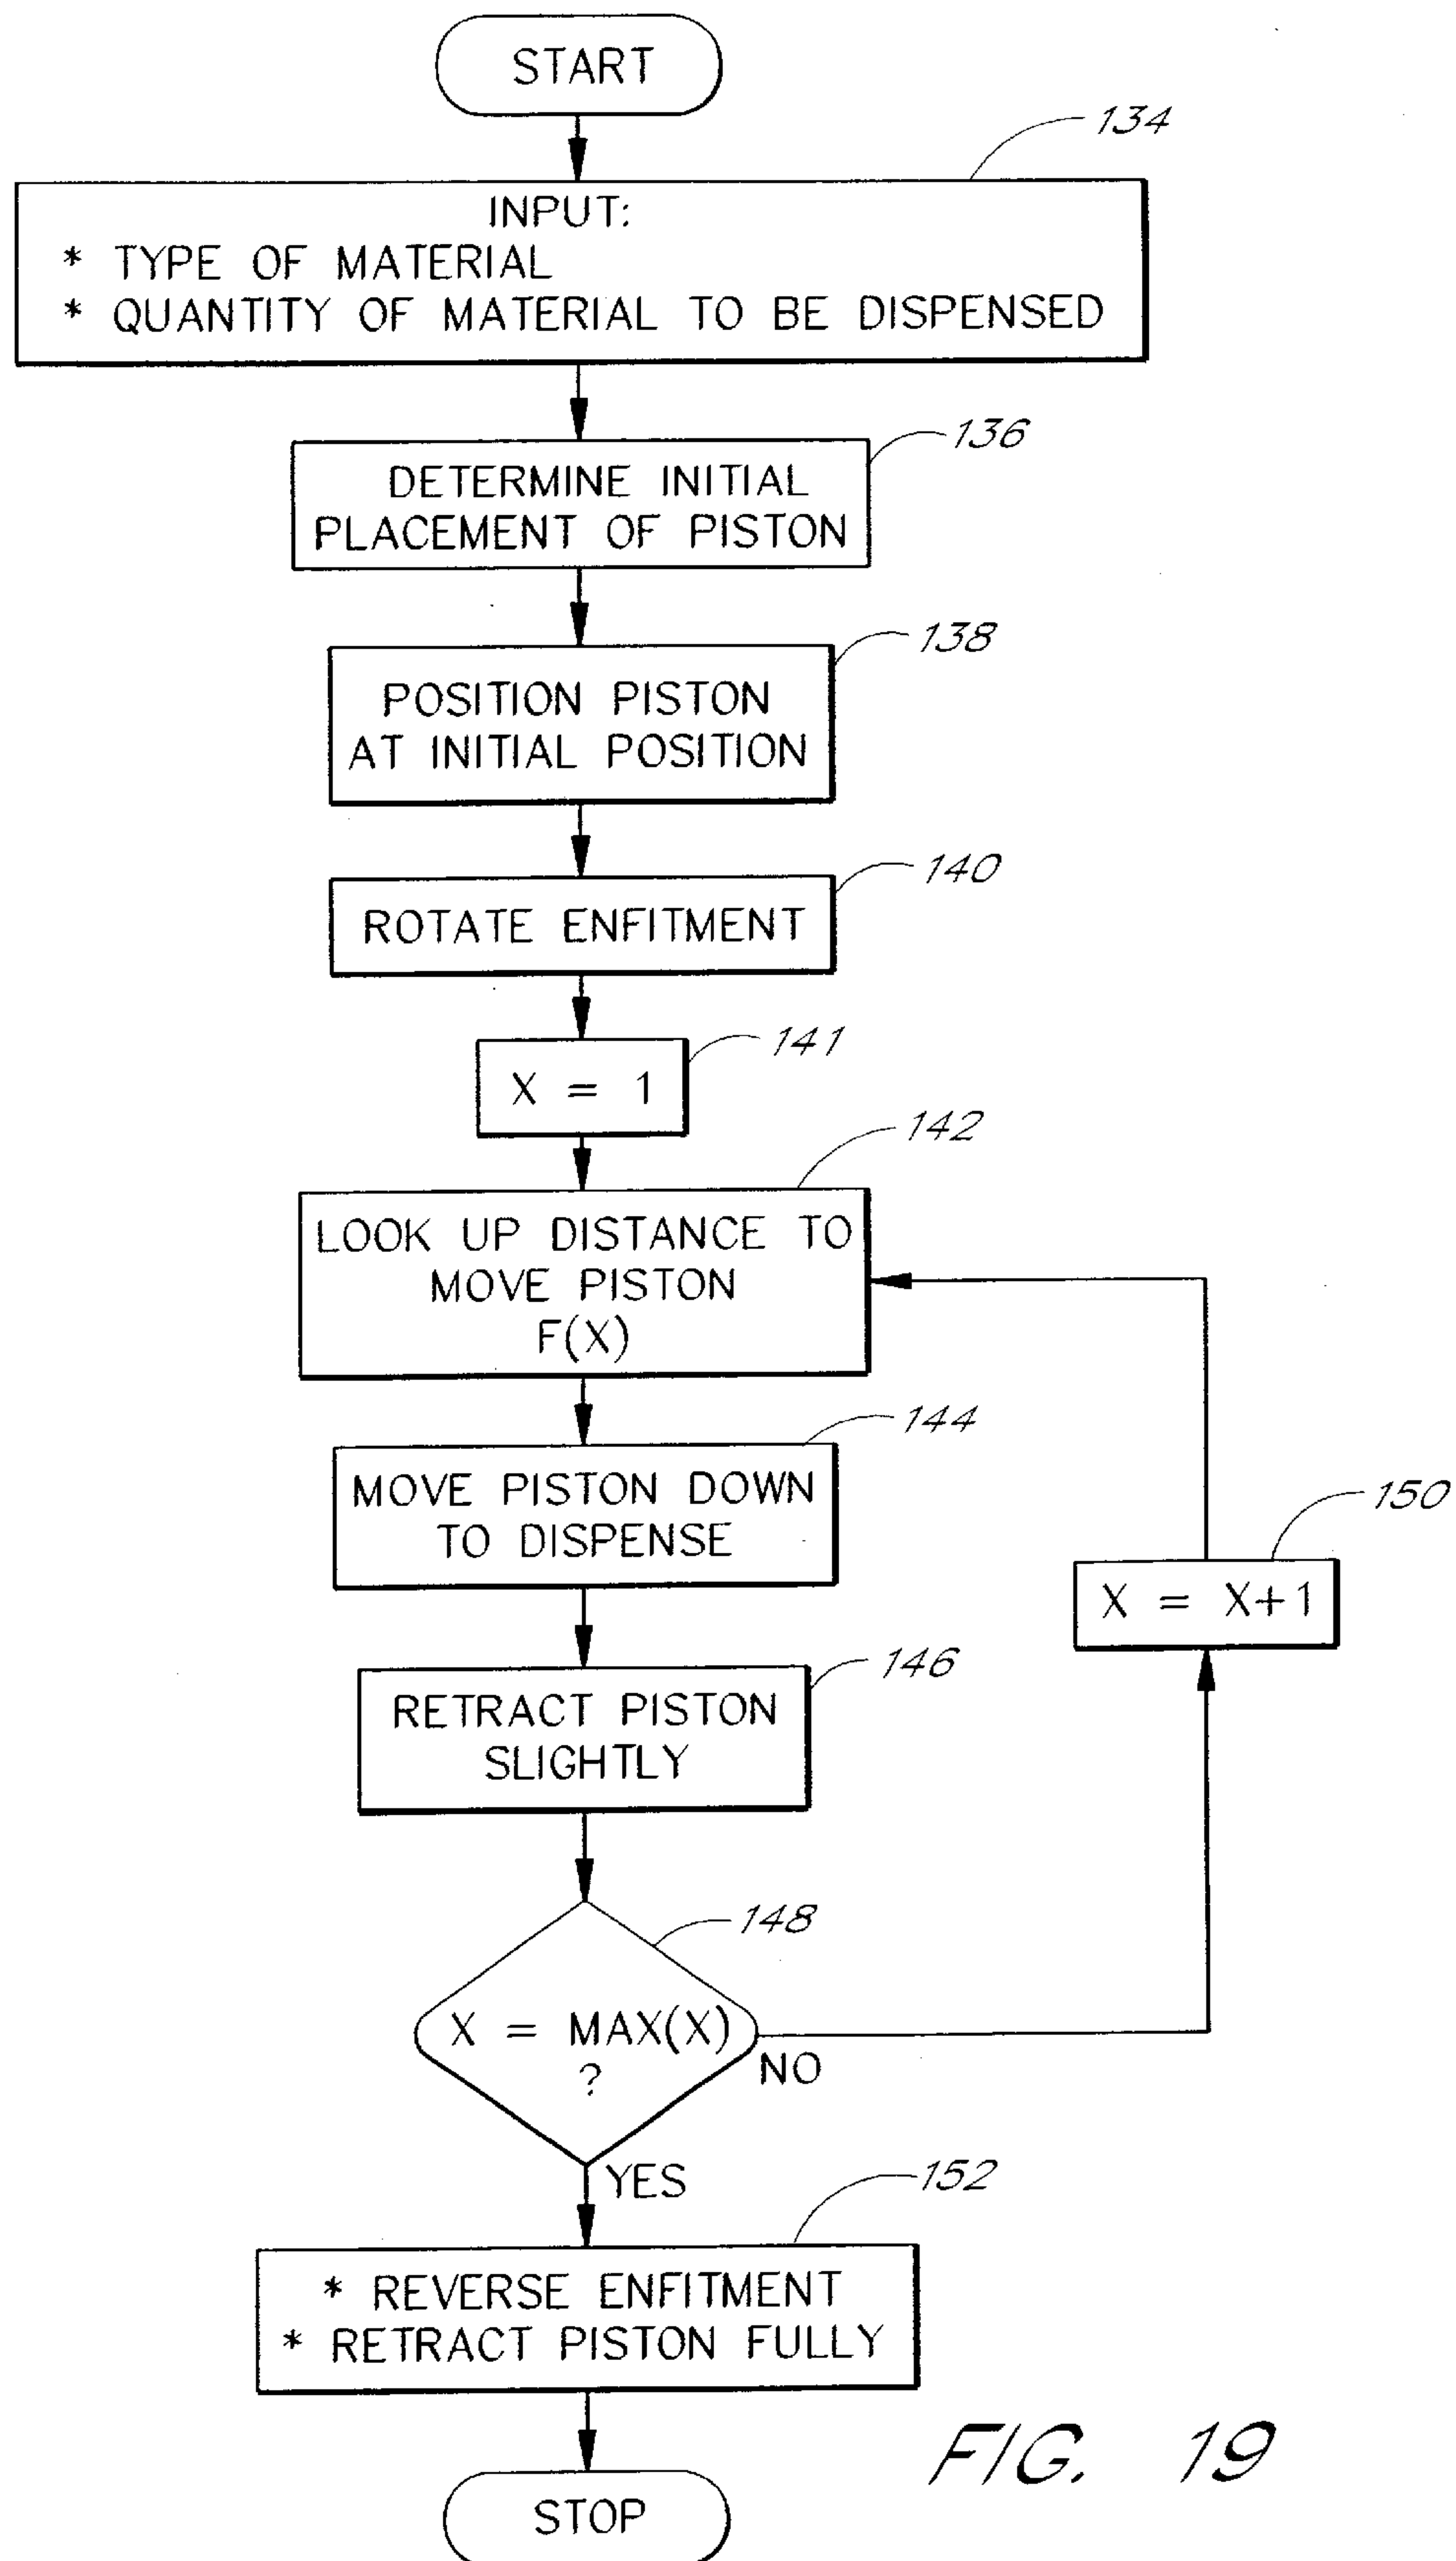 START
134
INPUT:
* TYPE OF MATERIAL
* QUANTITY OF MATERIAL TO BE DISPENSED
136
DETERMINE INITIAL
PLACEMENT OF PISTON
138
POSITION PISTON
AT INITIAL POSITION
140
ROTATE ENFITMENT
141
X = 1
142
LOOK UP DISTANCE TO
MOVE PISTON
F(X)
144
MOVE PISTON DOWN
TO DISPENSE
150
X = X+1
146
RETRACT PISTON
SLIGHTLY
148
X = MAX(X)
?
NO
YES
152
* REVERSE ENFITMENT
* RETRACT PISTON FULLY
STOP
FIG. 19